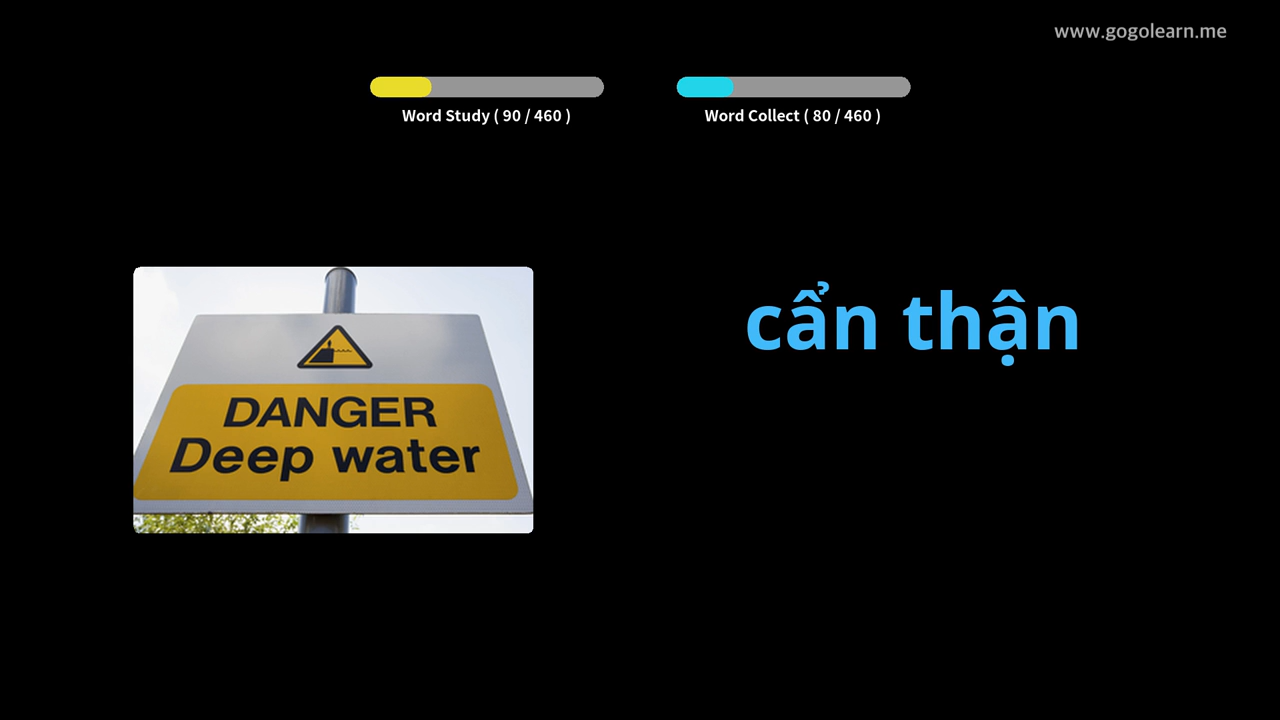 www.gogolearn.me
Word Study ( 90 / 460 )
Word Collect ( 80 / 460 )
cẩn thận
DANGER
Deep water